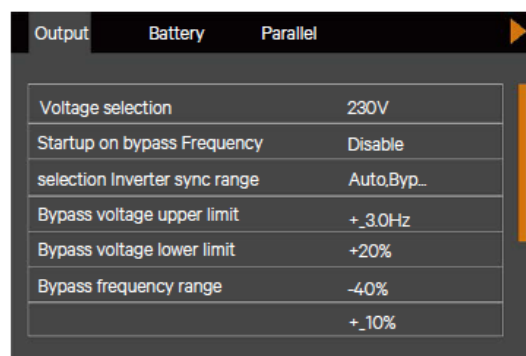 Output Battery Parallel
Voltage selection 230V
Startup on bypass Frequency Disable
selection Inverter sync range Auto,Byp...
Bypass voltage upper limit +_3.0Hz
Bypass voltage lower limit +20%
Bypass frequency range -40%
+_10%